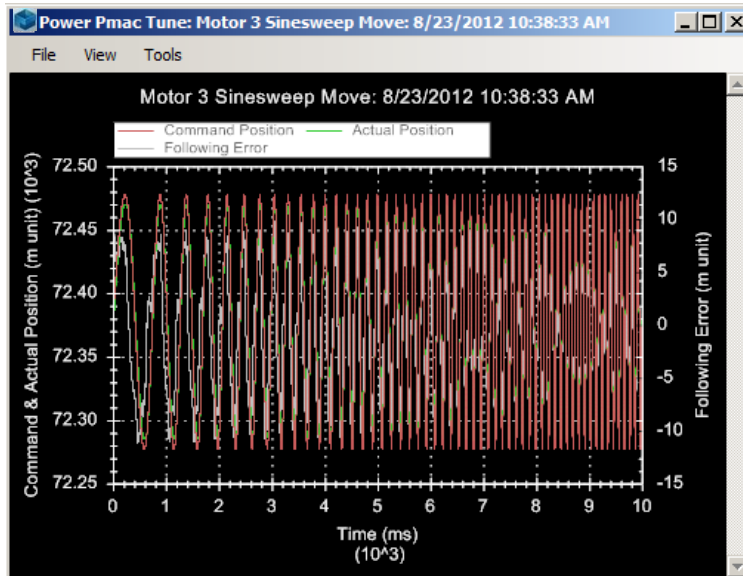 Power Pmac Tune: Motor 3 Sinesweep Move: 8/23/2012 10:38:33 AM
File View Tools
Motor 3 Sinesweep Move: 8/23/2012 10:38:33 AM
Command Position Actual Position
Following Error
Command & Actual Position (m unit) (10^3)
72.50
72.45
72.40
72.35
72.30
72.25
15
10
5
0
-5
-10
-15
Following Error (m unit)
0 1 2 3 4 5 6 7 8 9 10
Time (ms)
(10^3)